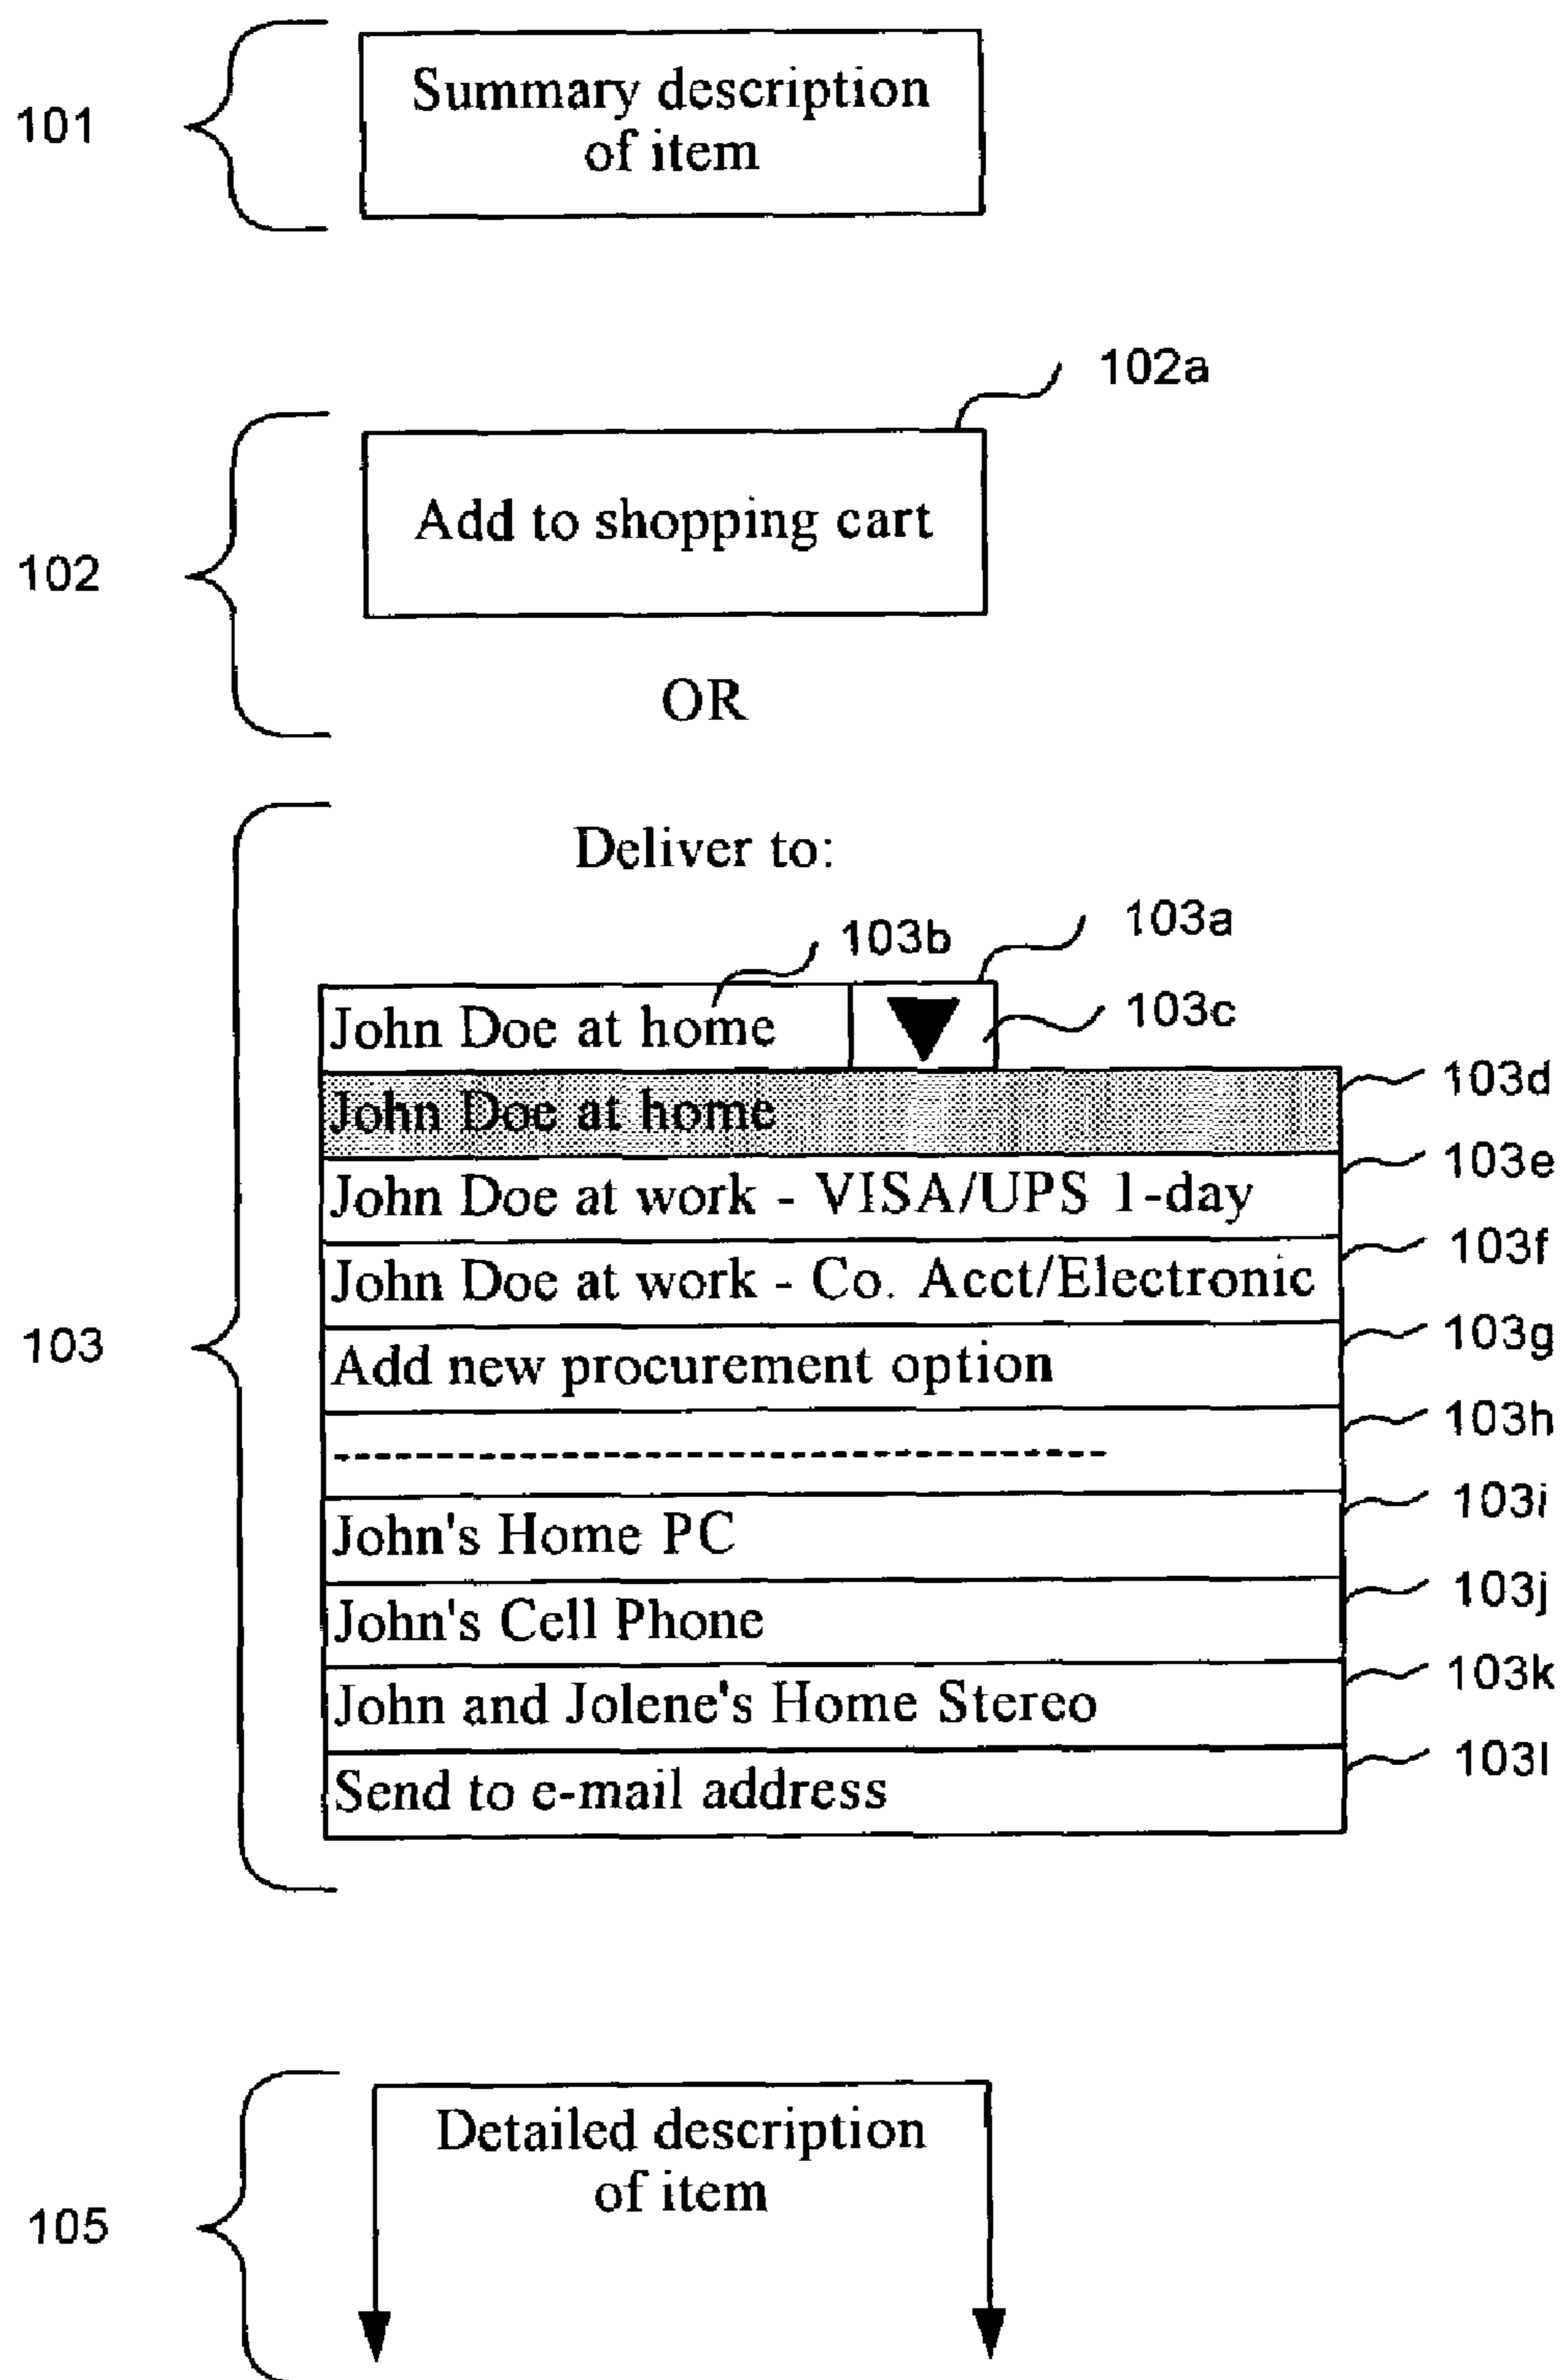 101
Summary description
of item
102a
102
Add to shopping cart
OR
103
Deliver to:
103b
103a
103c
John Doe at home
John Doe at home
103d
John Doe at work - VISA/UPS 1-day
103e
John Doe at work - Co. Acct/Electronic
103f
Add new procurement option
103g
--------------------------------------------
103h
John's Home PC
103i
John's Cell Phone
103j
John and Jolene's Home Stereo
103k
Send to e-mail address
103l
105
Detailed description
of item